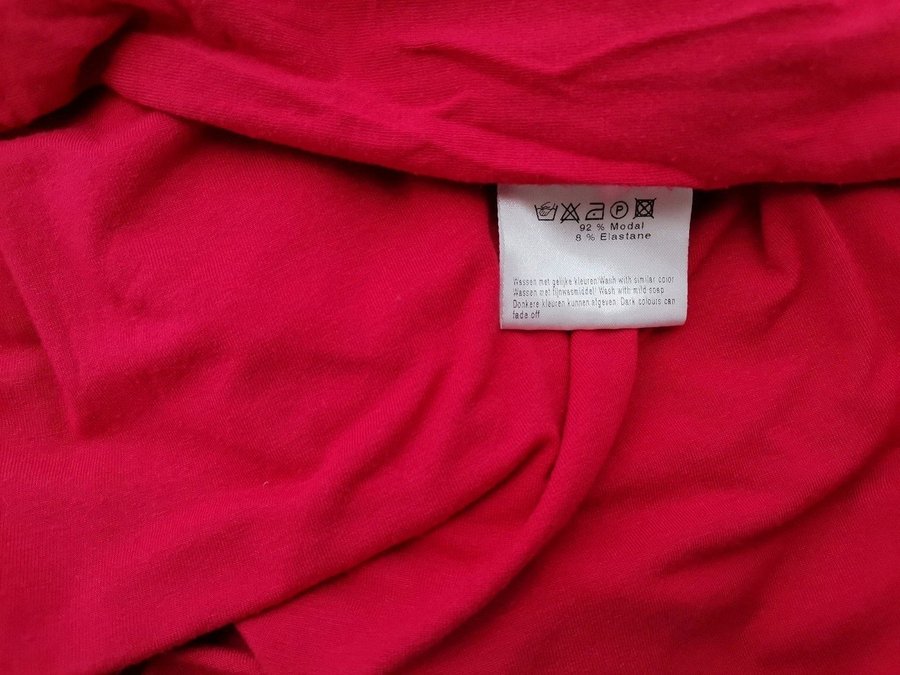 P
92 % Modal
8 % Elastane
Wassen met gelijke kleuren/Wash with similar color
Wassen met fijnwasmiddel/ Wash with mild soap
Donkere kleuren kunnen afgeven/ Dark colours can
fade off